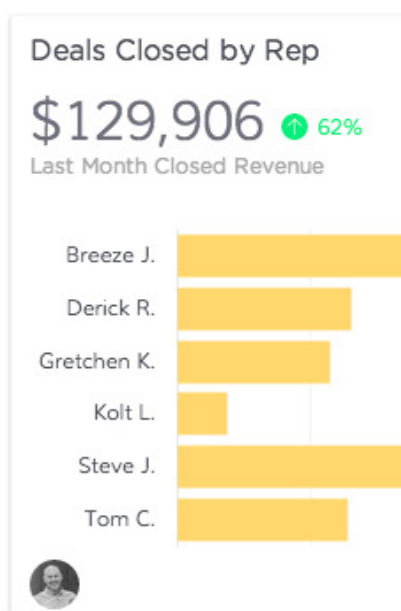 Deals Closed by Rep
$129,906 62%
Last Month Closed Revenue
Breeze J.
Derick R.
Gretchen K.
Kolt L.
Steve J.
Tom C.